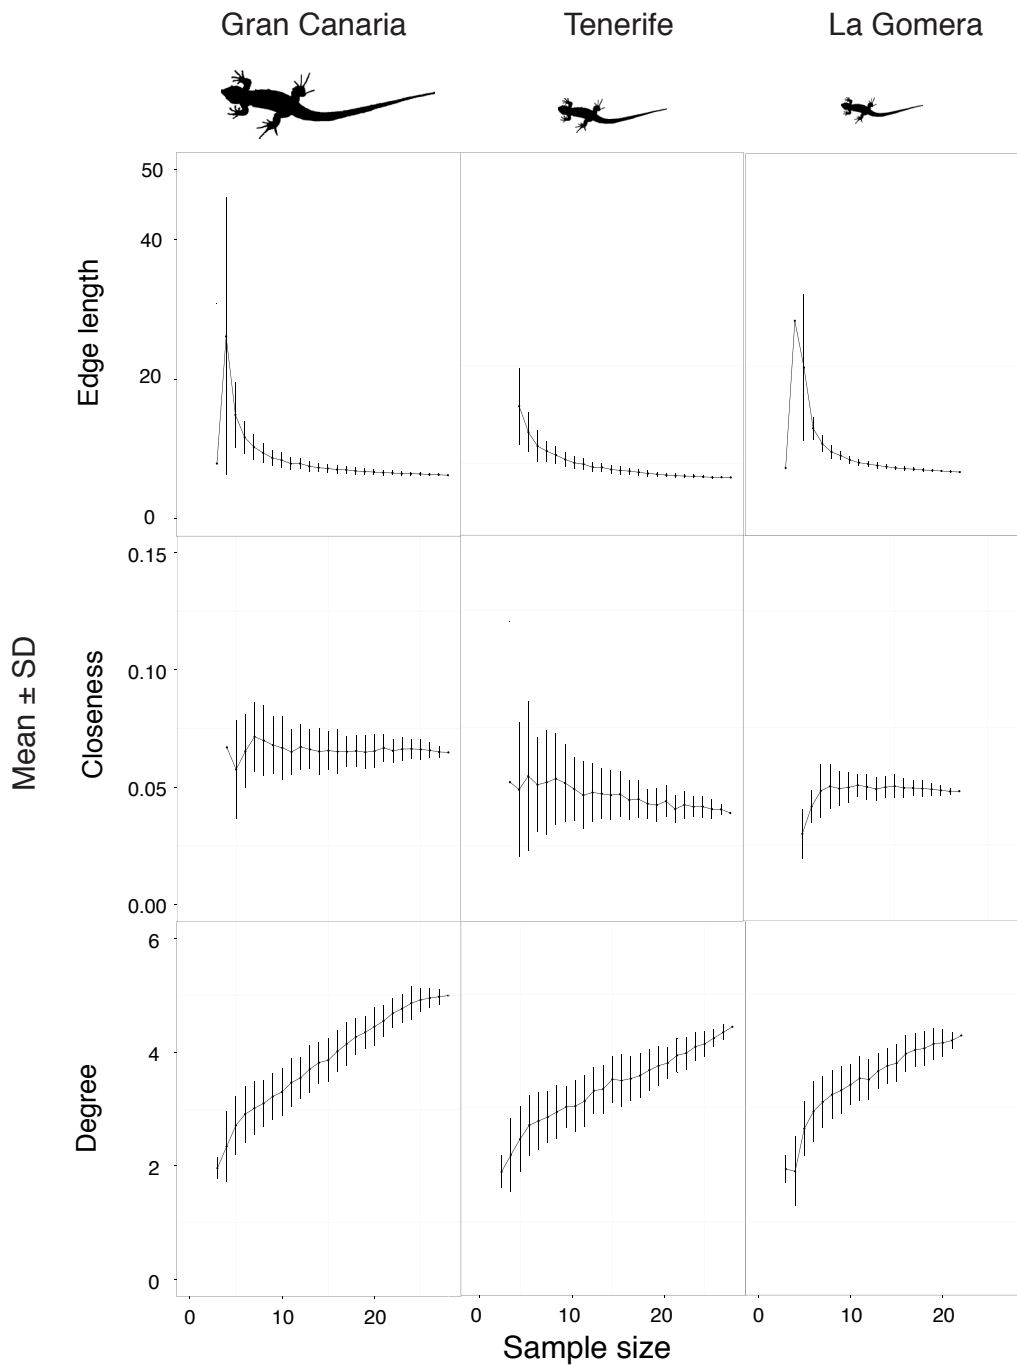 Gran Canaria
Tenerife
La Gomera
50
40
20
0
Edge length
0.15
0.10
0.05
0.00
Closeness
Mean ± SD
6
4
2
0
Degree
0 10 20
0 10 20
0 10 20
Sample size